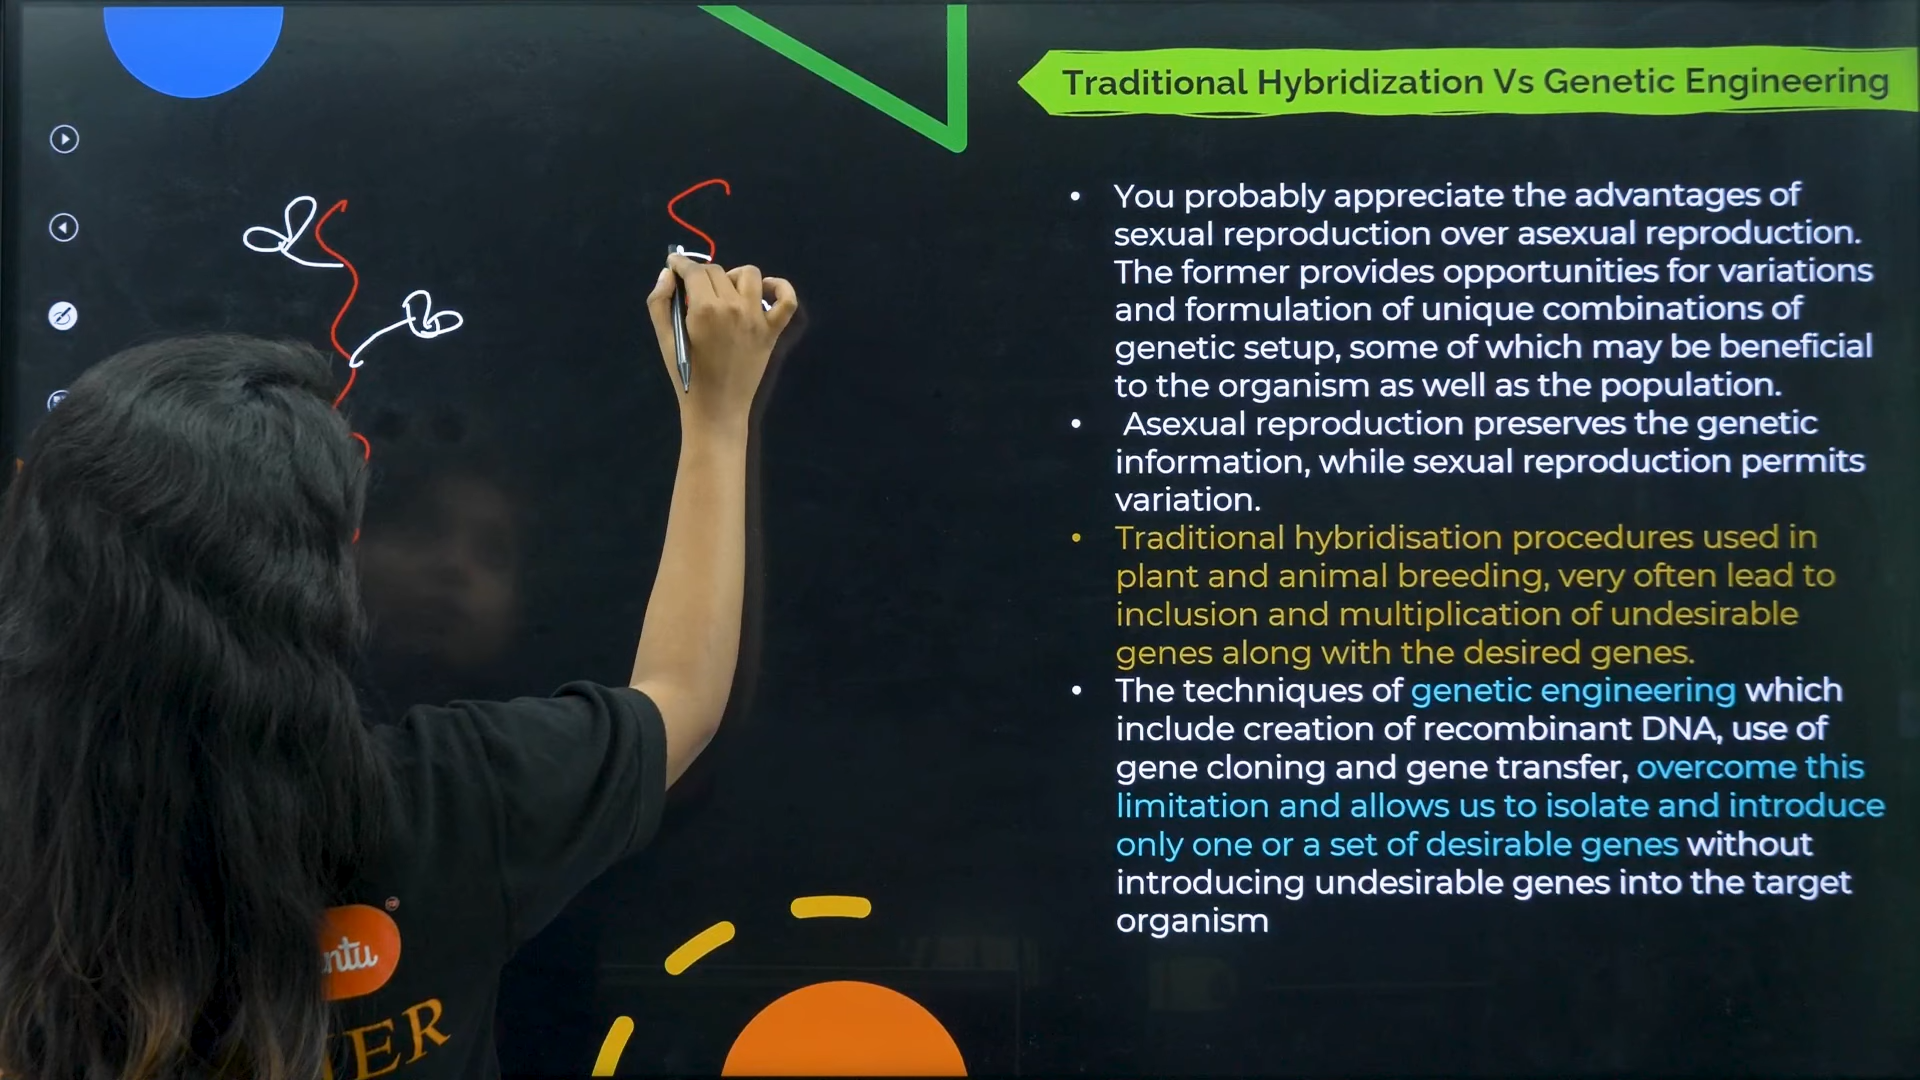 Traditional Hybridization Vs Genetic Engineering
• You probably appreciate the advantages of
sexual reproduction over asexual reproduction.
The former provides opportunities for variations
and formulation of unique combinations of
genetic setup, some of which may be beneficial
to the organism as well as the population.
• Asexual reproduction preserves the genetic
information, while sexual reproduction permits
variation.
• Traditional hybridisation procedures used in
plant and animal breeding, very often lead to
inclusion and multiplication of undesirable
genes along with the desired genes.
• The techniques of genetic engineering which
include creation of recombinant DNA, use of
gene cloning and gene transfer, overcome this
limitation and allows us to isolate and introduce
only one or a set of desirable genes without
introducing undesirable genes into the target
organism